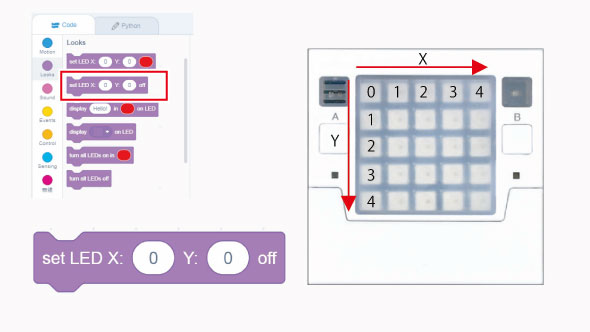 Code
Python
Looks
Motion
Looks
Sound
Events
Control
Sensing
set LED X: 0 Y: 0
set LED X: 0 Y: 0 off
display Hello! in on LED
display on LED
turn all LEDs on in
turn all LEDs off
set LED X: 0 Y: 0 off
X
A
B
Y
0 1 2 3 4
1
2
3
4